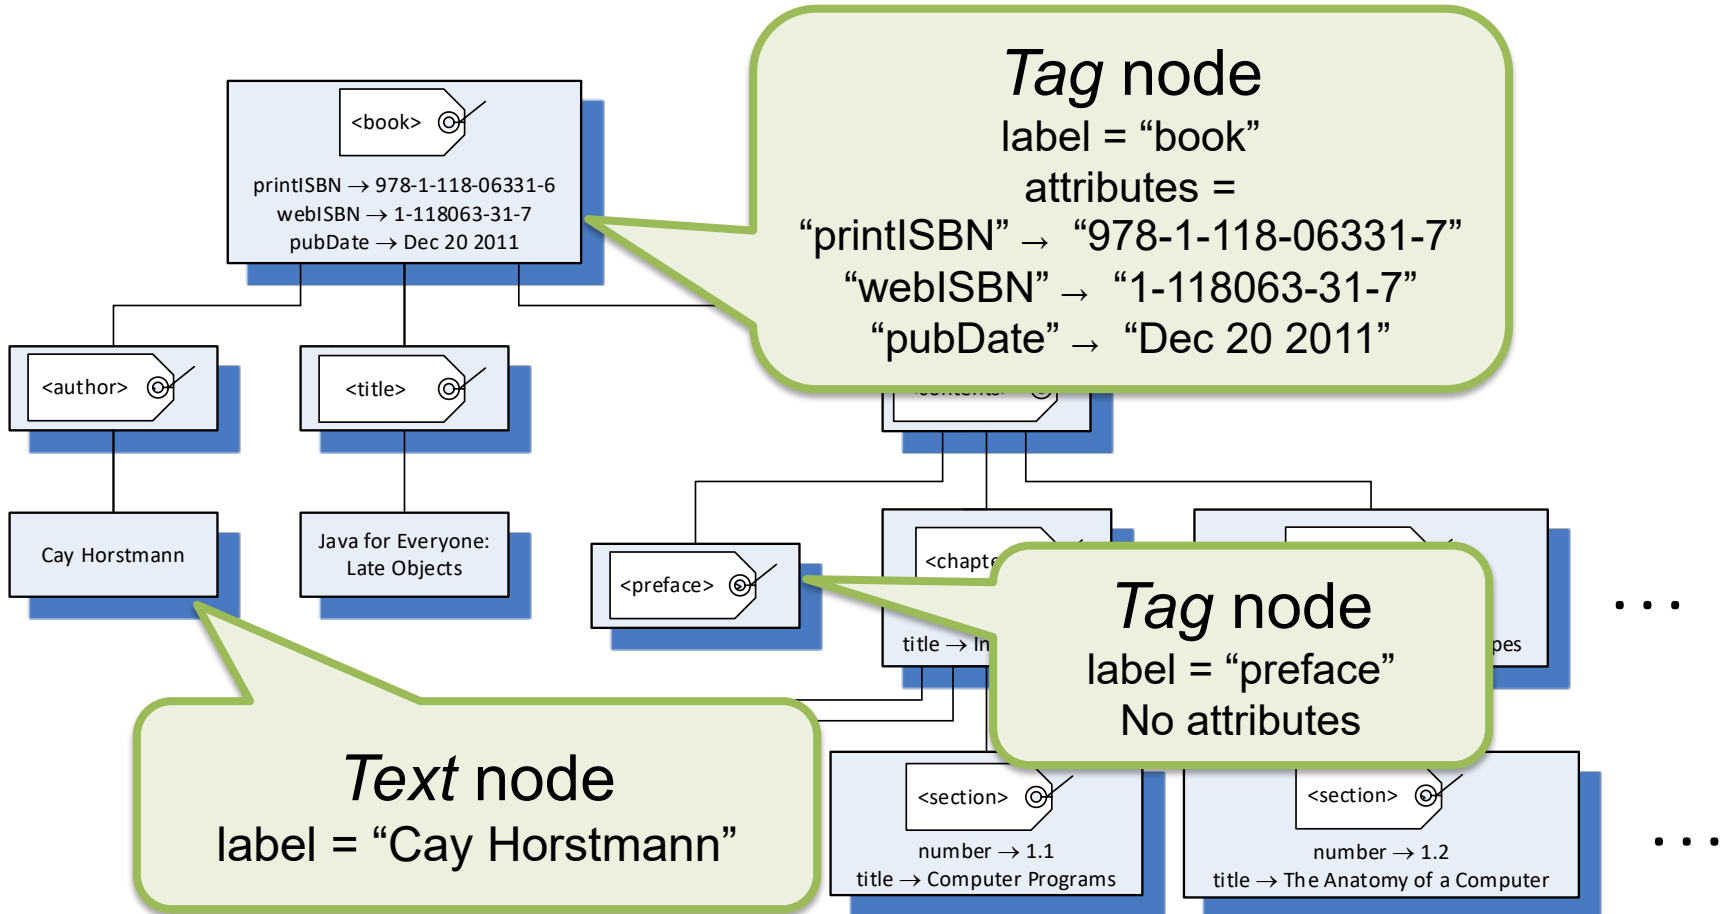 Tag node
label = “book”
attributes =
“printISBN” → “978-1-118-06331-7”
“webISBN” → “1-118063-31-7”
“pubDate” → “Dec 20 2011”
<book>
printISBN → 978-1-118-06331-6
webISBN → 1-118063-31-7
pubDate → Dec 20 2011
<author>
<title>
<contents>
Cay Horstmann
Java for Everyone:
Late Objects
<preface>
<chapte
title → In
pes
. . .
Tag node
label = “preface”
No attributes
Text node
label = “Cay Horstmann”
<section>
number → 1.1
title → Computer Programs
<section>
number → 1.2
title → The Anatomy of a Computer
. . .